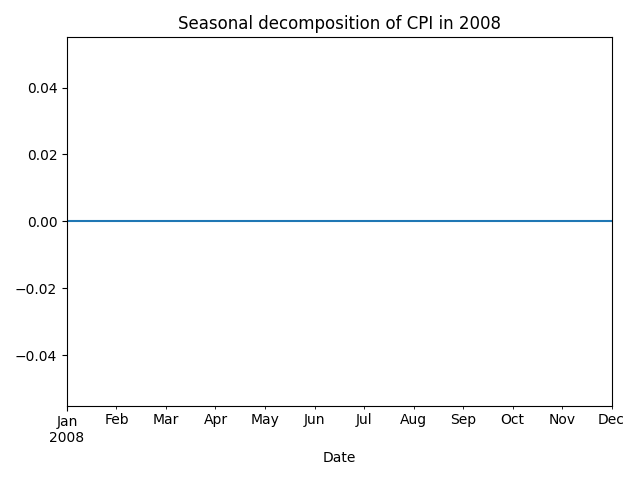 Seasonal decomposition of CPI in 2008
0.04
0.02
0.00
−0.02
−0.04
Jan Feb Mar Apr May Jun Jul Aug Sep Oct Nov Dec
2008
Date